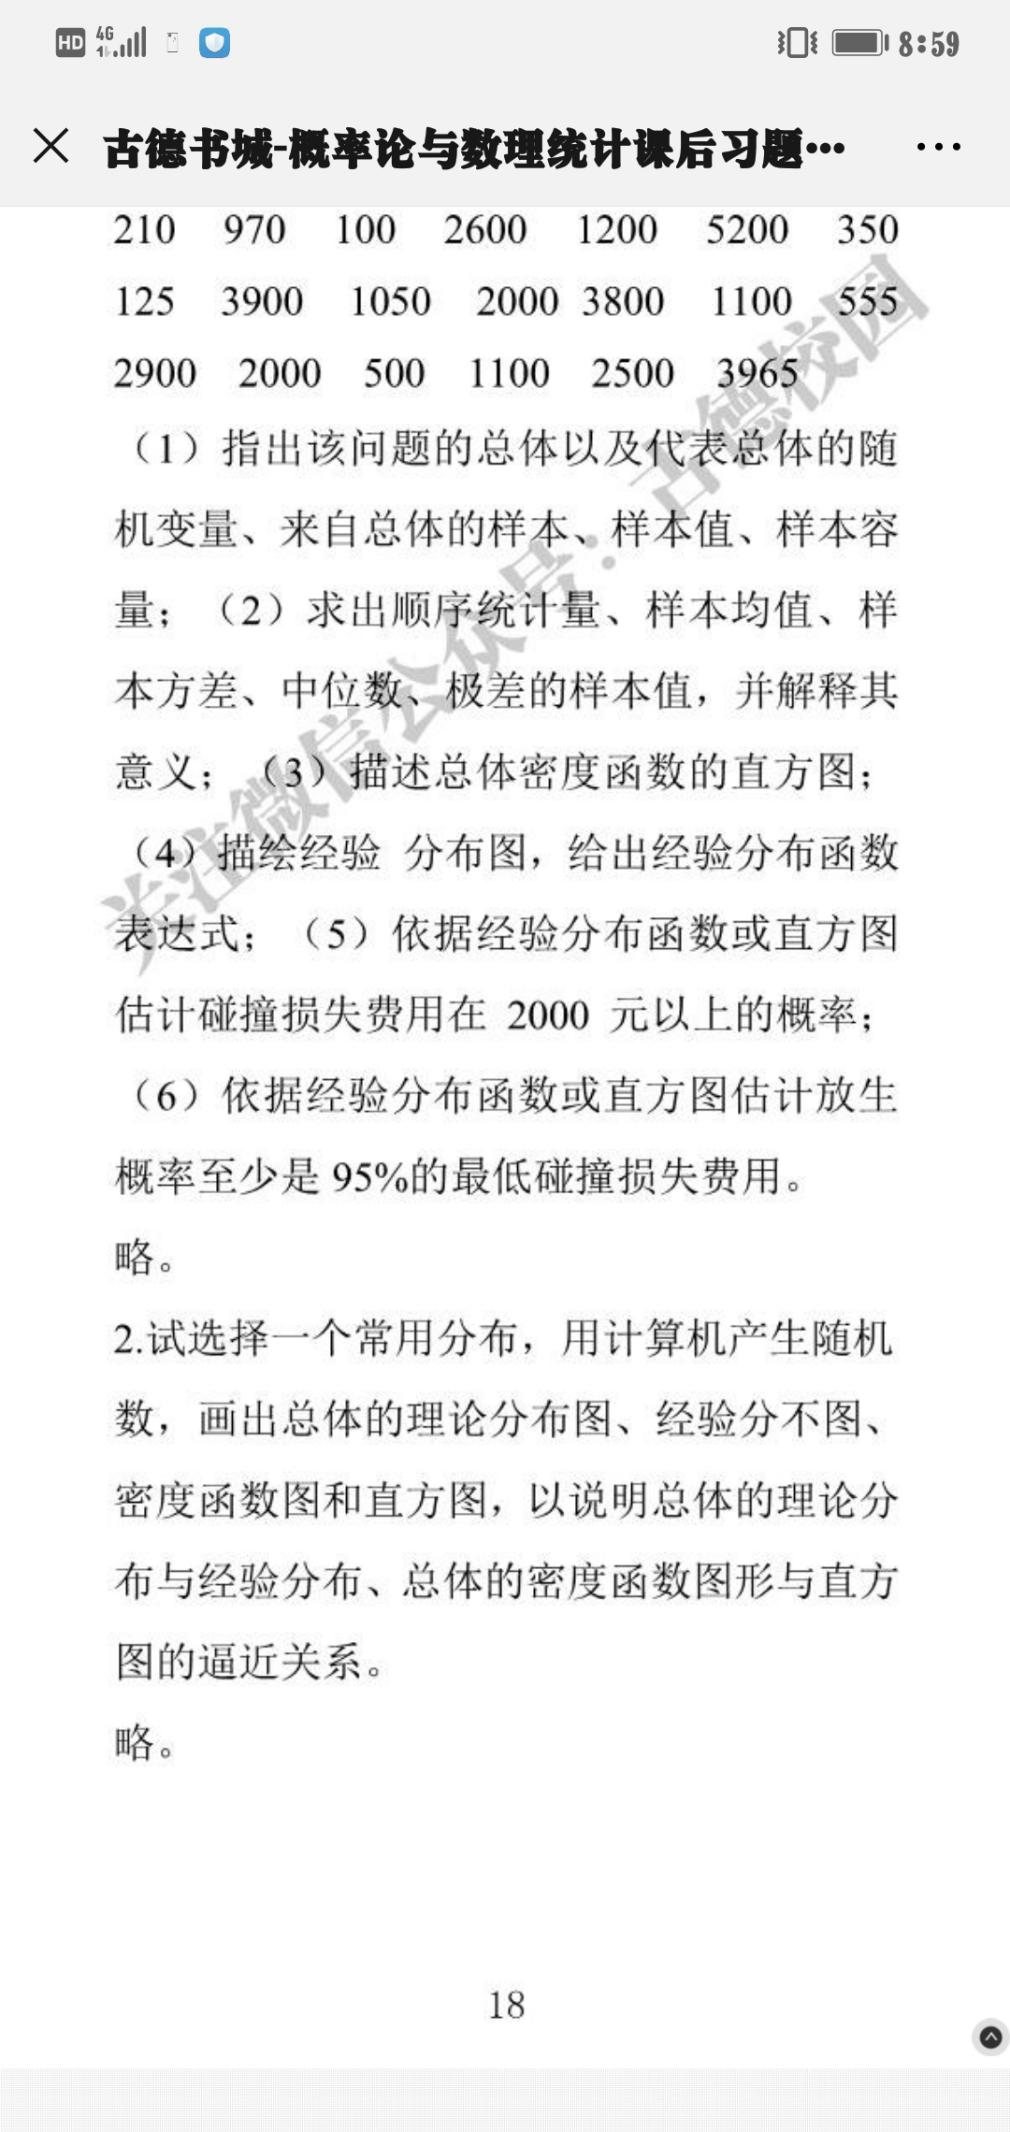 HD 4G 8:59
古德书城-概率论与数理统计课后习题…
210 970 100 2600 1200 5200 350
125 3900 1050 2000 3800 1100 555
2900 2000 500 1100 2500 3965
（1）指出该问题的总体以及代表总体的随
机变量、来自总体的样本、样本值、样本容
量；（2）求出顺序统计量、样本均值、样
本方差、中位数、极差的样本值，并解释其
意义；（3）描述总体密度函数的直方图；
（4）描绘经验 分布图，给出经验分布函数
表达式；（5）依据经验分布函数或直方图
估计碰撞损失费用在 2000 元以上的概率；
（6）依据经验分布函数或直方图估计放生
概率至少是 95%的最低碰撞损失费用。
略。
2.试选择一个常用分布，用计算机产生随机
数，画出总体的理论分布图、经验分不图、
密度函数图和直方图，以说明总体的理论分
布与经验分布、总体的密度函数图形与直方
图的逼近关系。
略。
18
关注微信公众号：古德校园